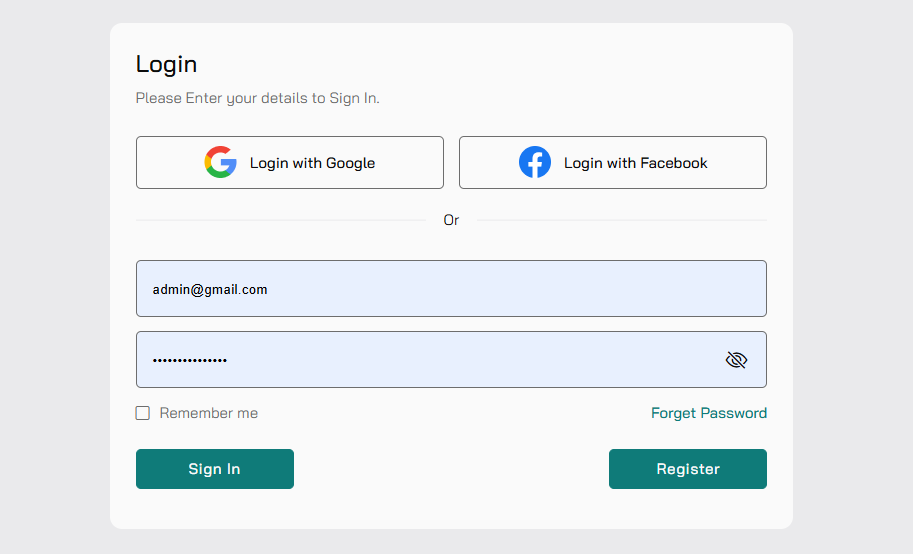 Login
Please Enter your details to Sign In.
Login with Google
Login with Facebook
Or
admin@gmail.com
•••••••••••••••
Remember me
Forget Password
Sign In
Register